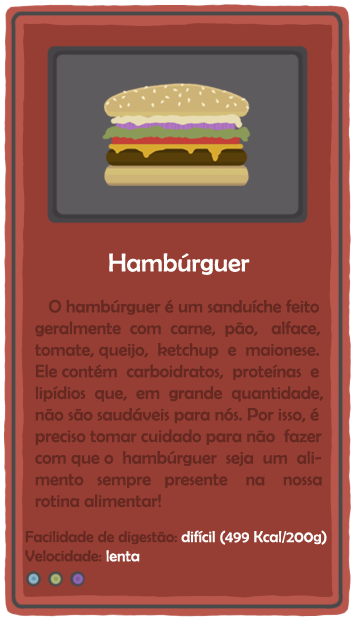 Hambúrguer
O hambúrguer é um sanduíche feito
geralmente com carne, pão, alface,
tomate, queijo, ketchup e maionese.
Ele contém carboidratos, proteínas e
lipídios que, em grande quantidade,
não são saudáveis para nós. Por isso, é
preciso tomar cuidado para não fazer
com que o hambúrguer seja um ali-
mento sempre presente na nossa
rotina alimentar!
Facilidade de digestão: difícil (499 Kcal/200g)
Velocidade: lenta